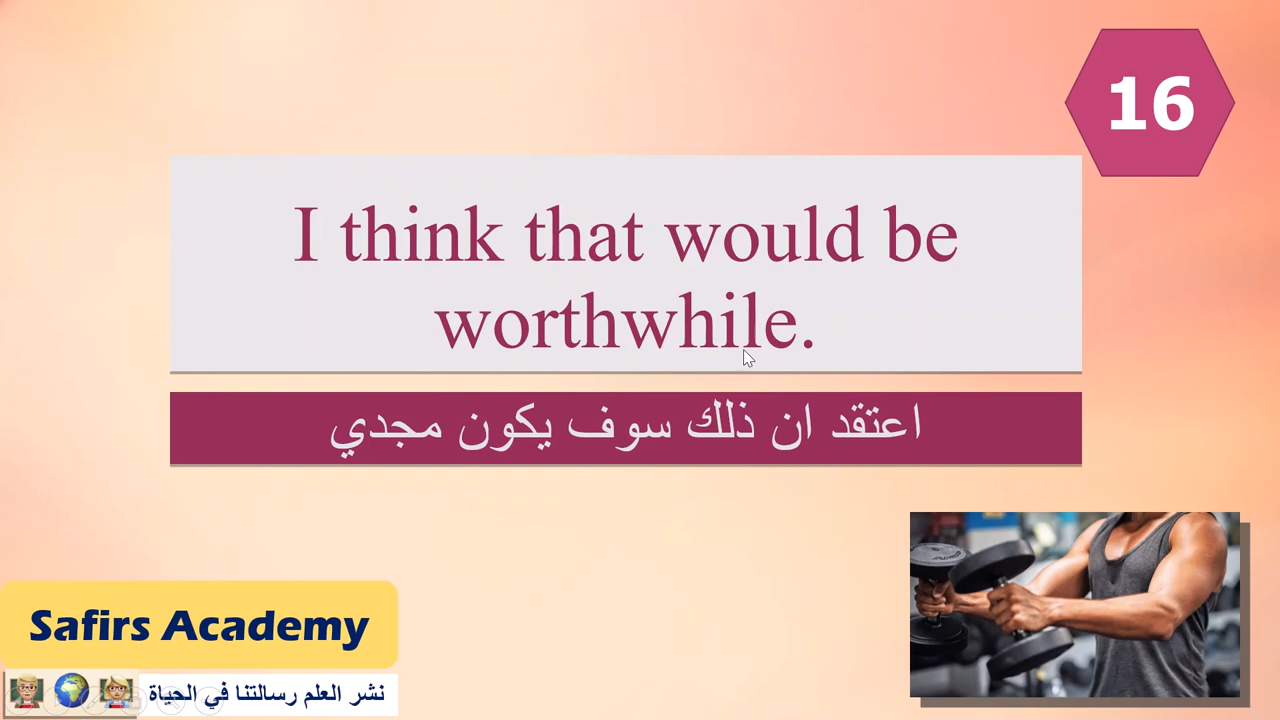 16
I think that would be
worthwhile.
اعتقد ان ذلك سوف يكون مجدي
Safirs Academy
نشر العلم رسالتنا في الحياة